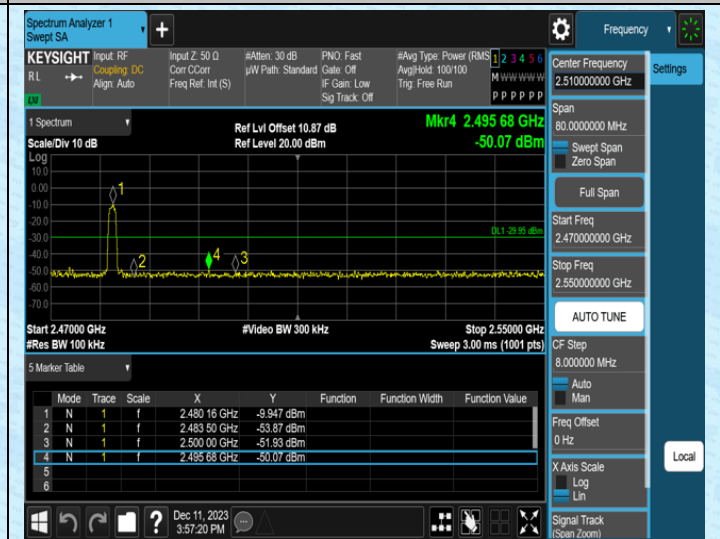 Spectrum Analyzer 1
Swept SA
Frequency
KEYSIGHT
RL
LXI
Input: RF
Coupling: DC
Align: Auto
Input Z: 50 Ω
Corr CCorr
Freq Ref: Int (S)
#Atten: 30 dB
µW Path: Standard
PNO: Fast
Gate: Off
IF Gain: Low
Sig Track: Off
#Avg Type: Power (RMS
Avg|Hold: 100/100
Trig: Free Run
1 2 3 4 5 6
M W W W W W
P P P P P P
1 Spectrum
Scale/Div 10 dB
Ref Lvl Offset 10.87 dB
Ref Level 20.00 dBm
Mkr4 2.495 68 GHz
-50.07 dBm
Log
10.0
0.00
-10.0
-20.0
-30.0
-40.0
-50.0
-60.0
-70.0
1
2
4
3
DL1 -29.95 dBm
Start 2.47000 GHz
#Res BW 100 kHz
#Video BW 300 kHz
Stop 2.55000 GHz
Sweep 3.00 ms (1001 pts)
5 Marker Table
Mode Trace Scale X Y Function Function Width Function Value
1 N 1 f 2.480 16 GHz -9.947 dBm
2 N 1 f 2.483 50 GHz -53.87 dBm
3 N 1 f 2.500 00 GHz -51.93 dBm
4 N 1 f 2.495 68 GHz -50.07 dBm
5
6
Dec 11, 2023
3:57:20 PM
Center Frequency
2.510000000 GHz
Settings
Span
80.0000000 MHz
Swept Span
Zero Span
Full Span
Start Freq
2.470000000 GHz
Stop Freq
2.550000000 GHz
AUTO TUNE
CF Step
8.000000 MHz
Auto
Man
Freq Offset
0 Hz
X Axis Scale
Log
Lin
Signal Track
(Span Zoom)
Local